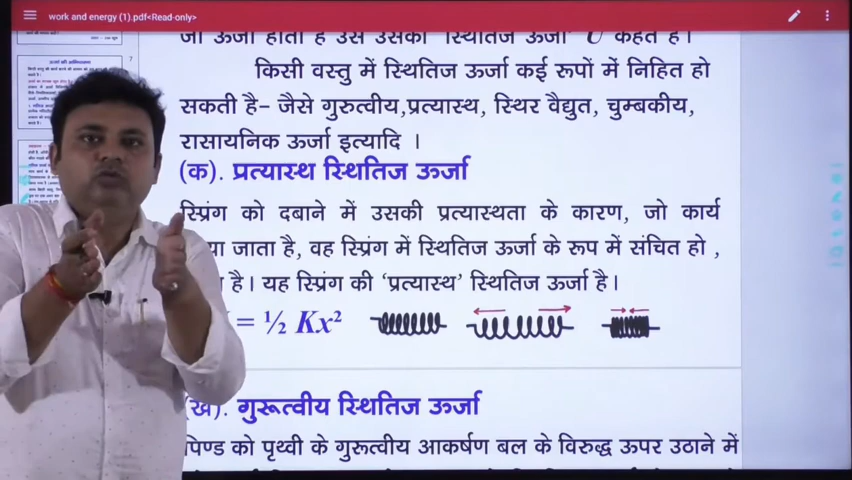 work and energy (1).pdf<Read-only>
जो ऊर्जा होती है उसे उसकी 'स्थितिज ऊर्जा' U कहते हैं।
किसी वस्तु में स्थितिज ऊर्जा कई रूपों में निहित हो
सकती है– जैसे गुरुत्वीय,प्रत्यास्थ, स्थिर वैद्युत, चुम्बकीय,
रासायनिक ऊर्जा इत्यादि ।
(क). प्रत्यास्थ स्थितिज ऊर्जा
स्प्रिंग को दबाने में उसकी प्रत्यास्थता के कारण, जो कार्य
जाता है, वह स्प्रिंग में स्थितिज ऊर्जा के रूप में संचित हो ,
है। यह स्प्रिंग की 'प्रत्यास्थ' स्थितिज ऊर्जा है।
= ½ Kx²
(ख). गुरूत्वीय स्थितिज ऊर्जा
पिण्ड को पृथ्वी के गुरूत्वीय आकर्षण बल के विरुद्ध ऊपर उठाने में